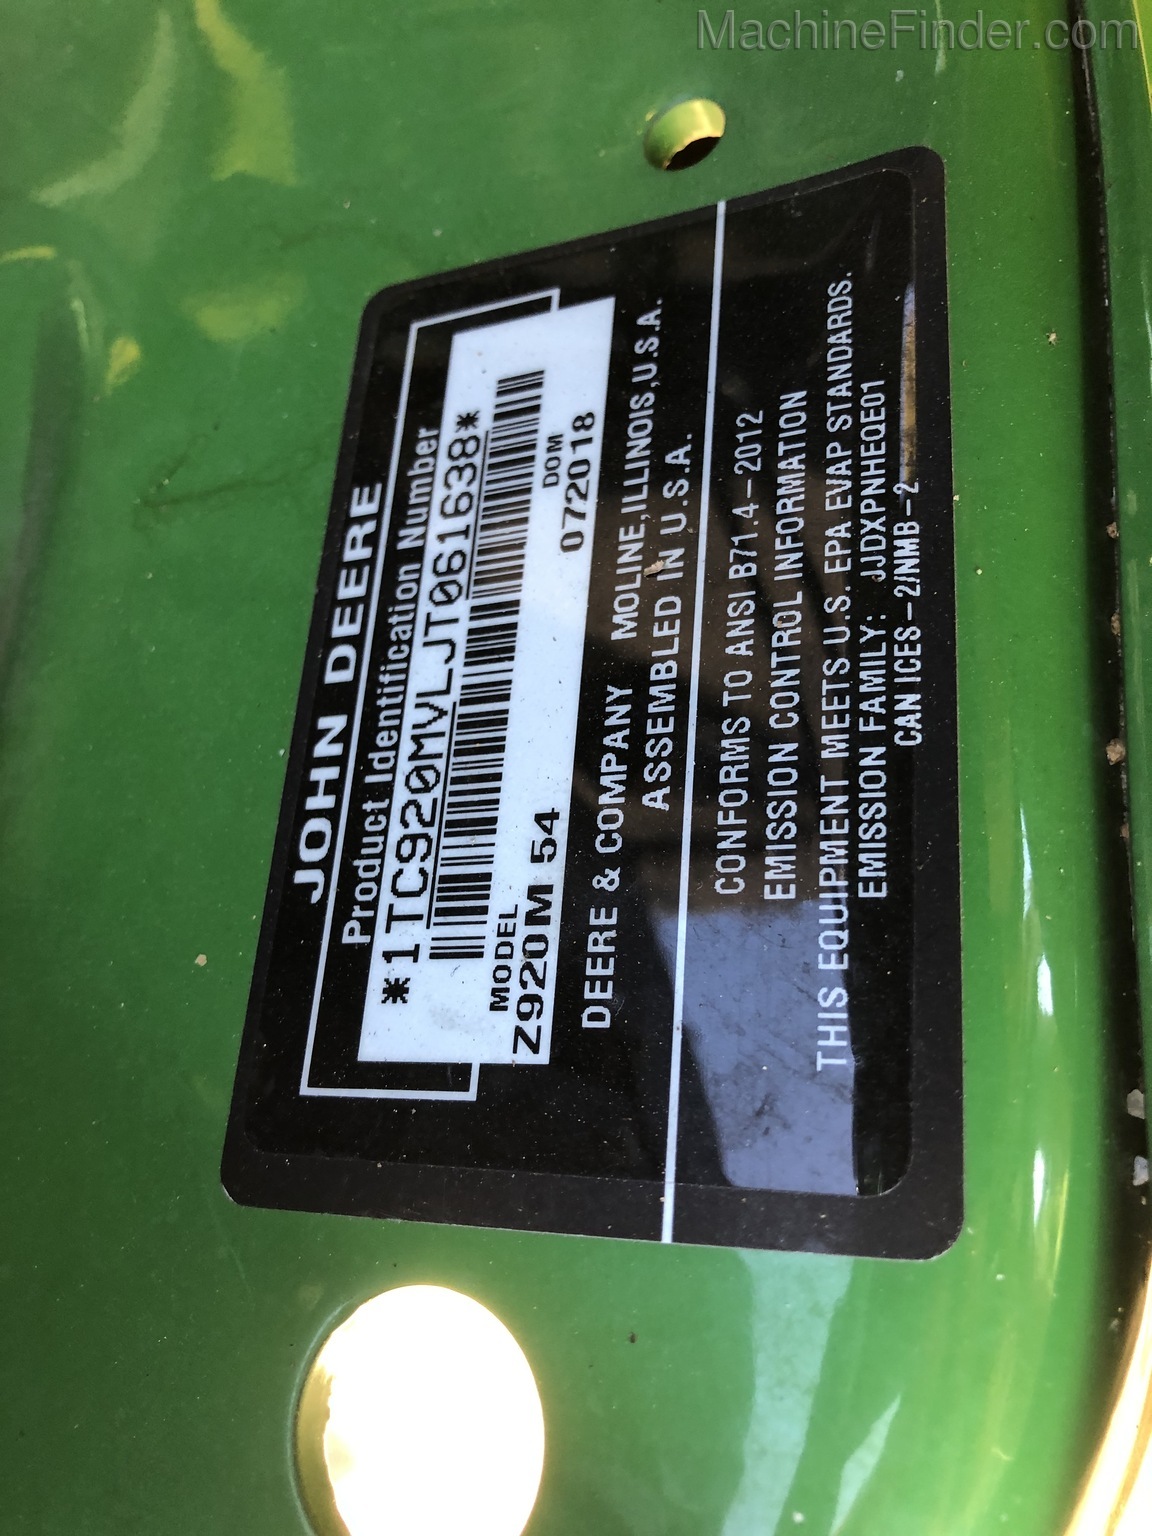 MachineFinder.com
JOHN DEERE
Product Identification Number
*1TC920MVLJT061638*
MODEL DOM
Z920M 54 072018
DEERE & COMPANY MOLINE,ILLINOIS,U.S.A.
ASSEMBLED IN U.S.A.
CONFORMS TO ANSI B71.4-2012
EMISSION CONTROL INFORMATION
THIS EQUIPMENT MEETS U.S. EPA EVAP STANDARDS.
EMISSION FAMILY: JJDXPNHEQE01
CAN ICES-2/NMB-2